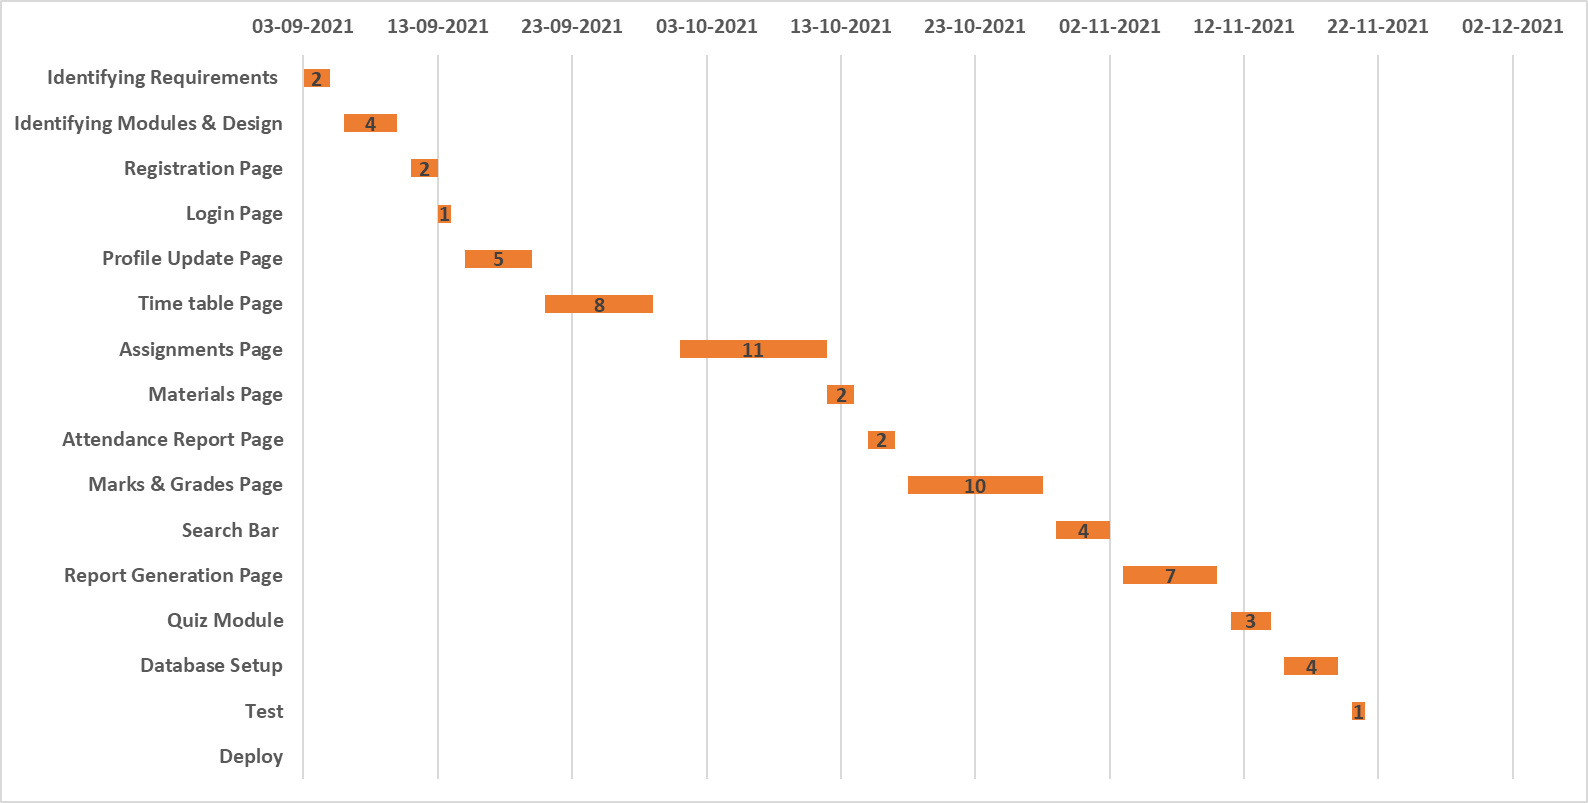 03-09-2021 13-09-2021 23-09-2021 03-10-2021 13-10-2021 23-10-2021 02-11-2021 12-11-2021 22-11-2021 02-12-2021
Identifying Requirements 2
Identifying Modules & Design 4
Registration Page 2
Login Page 1
Profile Update Page 5
Time table Page 8
Assignments Page 11
Materials Page 2
Attendance Report Page 2
Marks & Grades Page 10
Search Bar 4
Report Generation Page 7
Quiz Module 3
Database Setup 4
Test 1
Deploy